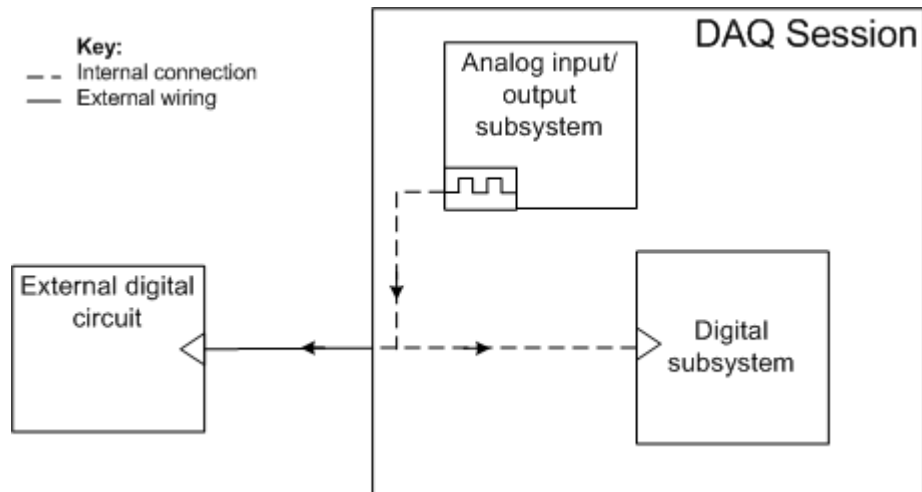 Key:
Internal connection
External wiring
DAQ Session
Analog input/
output
subsystem
External digital
circuit
Digital
subsystem